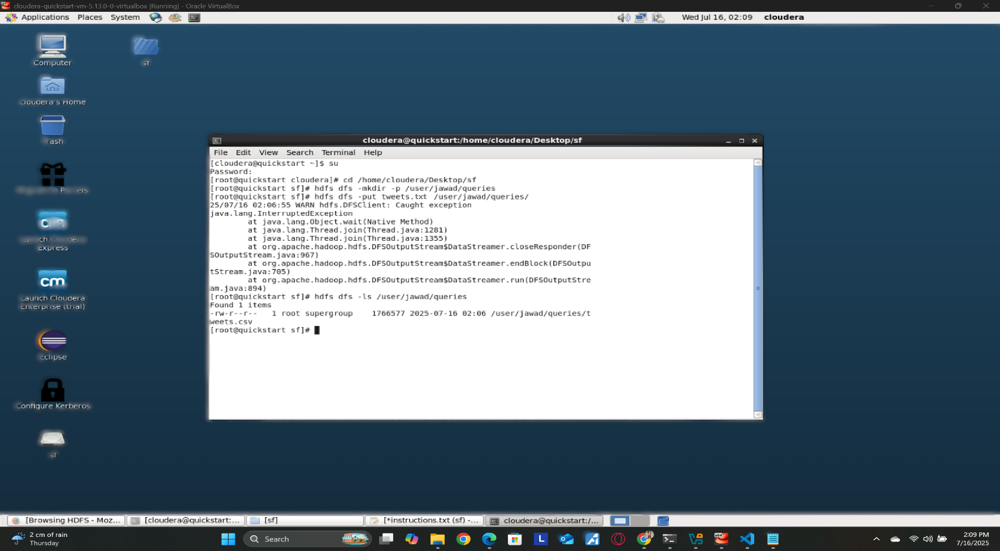 cloudera-quickstart-vm-5.13.0-0-virtualbox [Running] - Oracle VirtualBox
Applications Places System Wed Jul 16, 02:09 cloudera
Computer
sf
cloudera's Home
Trash
Parcels
Launch Cloudera
Express
Launch Cloudera
Enterprise (trial)
Eclipse
Configure Kerberos
sf
cloudera@quickstart:/home/cloudera/Desktop/sf
File Edit View Search Terminal Help
[cloudera@quickstart ~]$ su
Password:
[root@quickstart cloudera]# cd /home/cloudera/Desktop/sf
[root@quickstart sf]# hdfs dfs -mkdir -p /user/jawad/queries
[root@quickstart sf]# hdfs dfs -put tweets.txt /user/jawad/queries/
25/07/16 02:06:55 WARN hdfs.DFSClient: Caught exception
java.lang.InterruptedException
at java.lang.Object.wait(Native Method)
at java.lang.Thread.join(Thread.java:1281)
at java.lang.Thread.join(Thread.java:1355)
at org.apache.hadoop.hdfs.DFSOutputStream$DataStreamer.closeResponder(DF
SOutputStream.java:967)
at org.apache.hadoop.hdfs.DFSOutputStream$DataStreamer.endBlock(DFSOutpu
tStream.java:705)
at org.apache.hadoop.hdfs.DFSOutputStream$DataStreamer.run(DFSOutputStre
am.java:894)
[root@quickstart sf]# hdfs dfs -ls /user/jawad/queries
Found 1 items
-rw-r--r-- 1 root supergroup 1766577 2025-07-16 02:06 /user/jawad/queries/t
weets.csv
[root@quickstart sf]#
[Browsing HDFS - Moz... [cloudera@quickstart:... [sf] [*instructions.txt (sf) -... cloudera@quickstart:/...
2 cm of rain
Thursday
Search
2:09 PM
7/16/2025